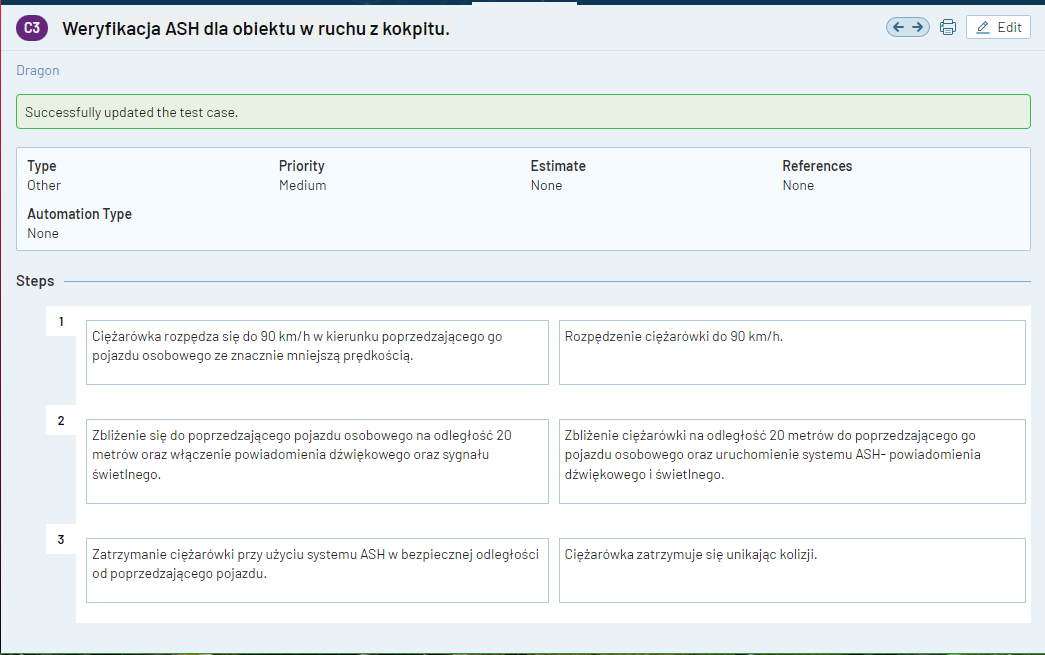 C3 Weryfikacja ASH dla obiektu w ruchu z kokpitu.
Edit
Dragon
Successfully updated the test case.
Type Priority Estimate References
Other Medium None None
Automation Type
None
Steps
1
Ciężarówka rozpędza się do 90 km/h w kierunku poprzedzającego go
pojazdu osobowego ze znacznie mniejszą prędkością.
Rozpędzenie ciężarówki do 90 km/h.
2
Zbliżenie się do poprzedzającego pojazdu osobowego na odległość 20
metrów oraz włączenie powiadomienia dźwiękowego oraz sygnału
świetlnego.
Zbliżenie ciężarówki na odległość 20 metrów do poprzedzającego go
pojazdu osobowego oraz uruchomienie systemu ASH- powiadomienia
dźwiękowego i świetlnego.
3
Zatrzymanie ciężarówki przy użyciu systemu ASH w bezpiecznej odległości
od poprzedzającego pojazdu.
Ciężarówka zatrzymuje się unikając kolizji.